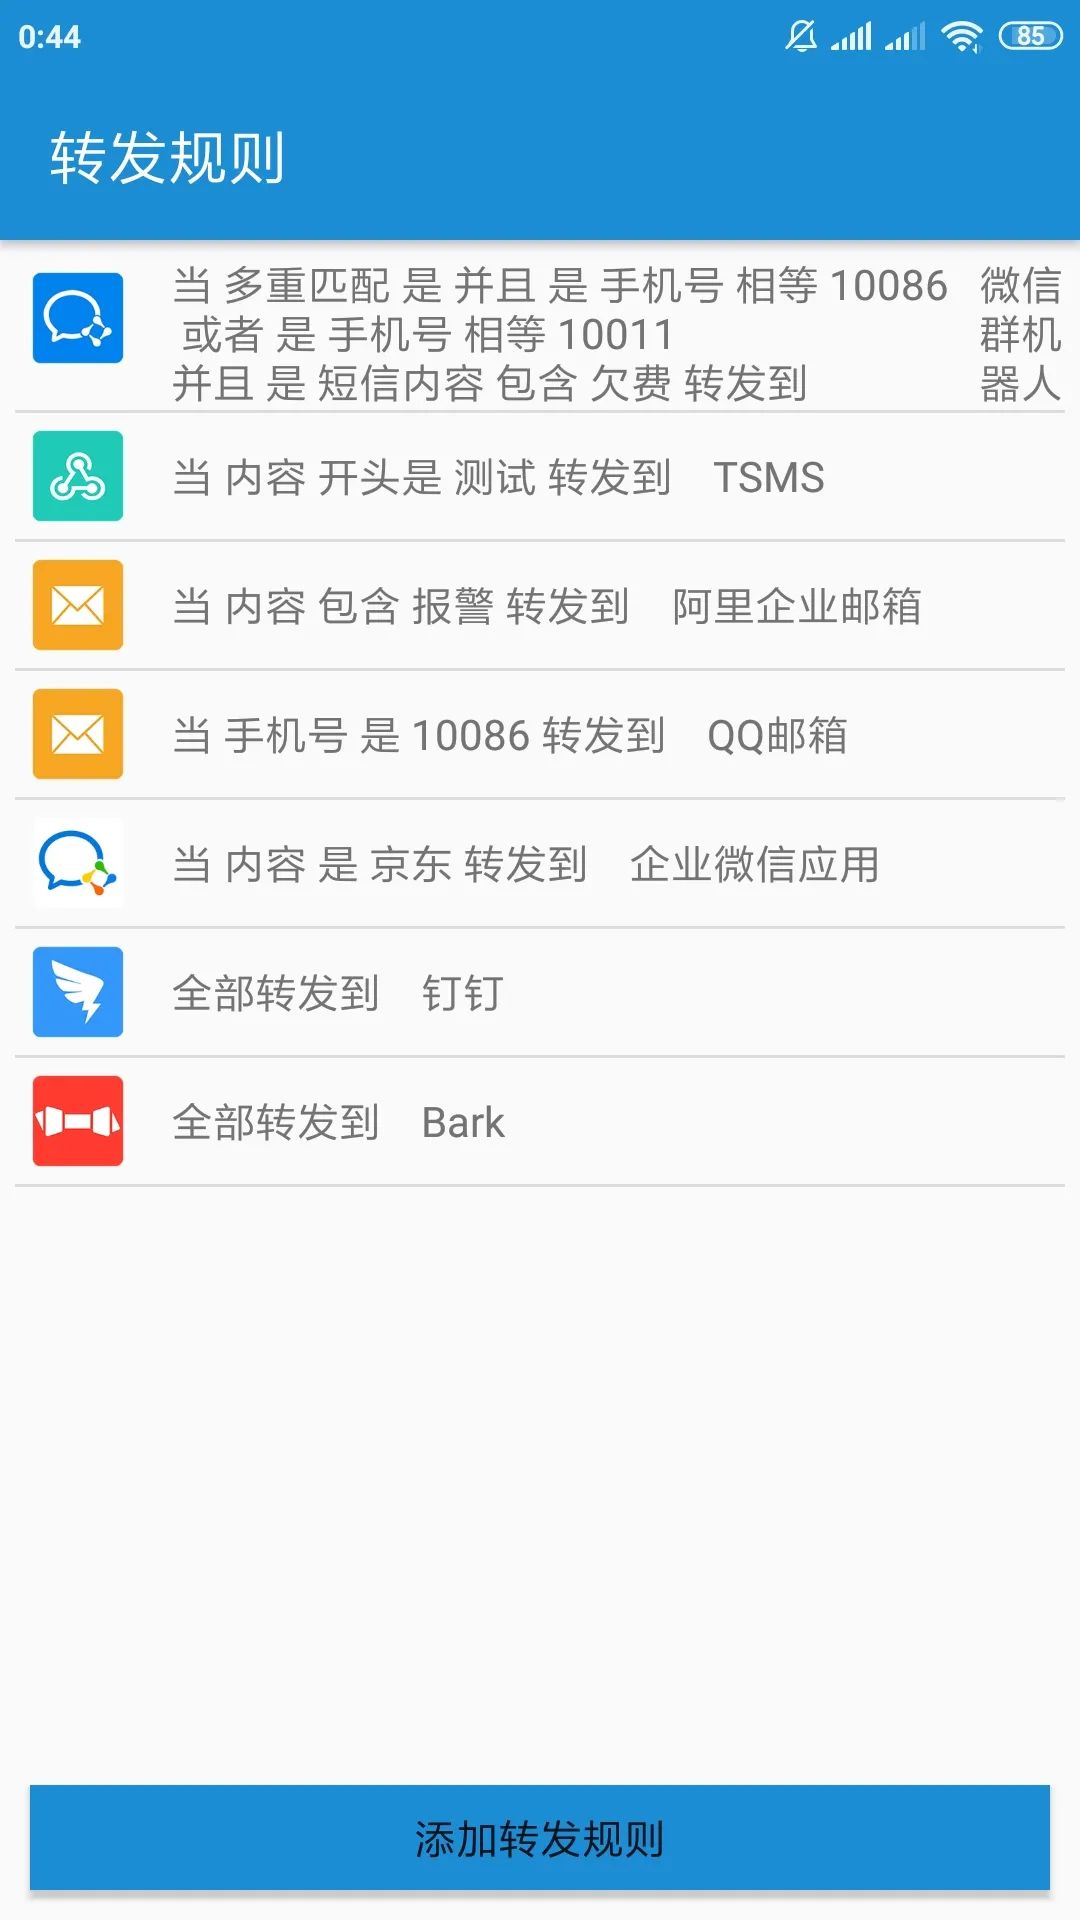 0:44
85
转发规则
当 多重匹配 是 并且 是 手机号 相等 10086
或者 是 手机号 相等 10011
并且 是 短信内容 包含 欠费 转发到
微信
群机
器人
当 内容 开头是 测试 转发到 TSMS
当 内容 包含 报警 转发到 阿里企业邮箱
当 手机号 是 10086 转发到 QQ邮箱
当 内容 是 京东 转发到 企业微信应用
全部转发到 钉钉
全部转发到 Bark
添加转发规则